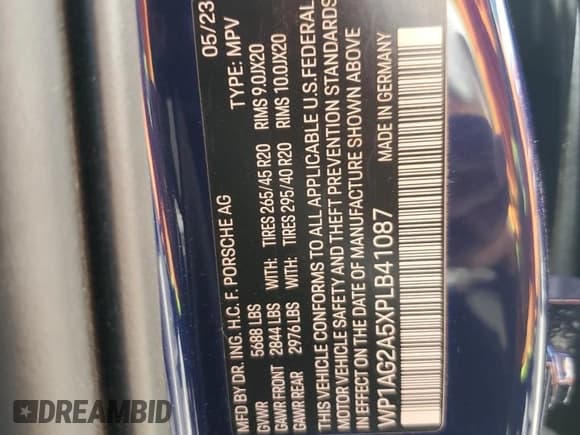 MFD BY DR. ING. H.C. F. PORSCHE AG 05/23
GVWR 5688 LBS TYPE: MPV
GAWR FRONT 2844 LBS WITH: TIRES 265/45 R20 RIMS 9.0JX20
GAWR REAR 2976 LBS WITH: TIRES 295/40 R20 RIMS 10.0JX20
THIS VEHICLE CONFORMS TO ALL APPLICABLE U.S.FEDERAL
MOTOR VEHICLE SAFETY AND THEFT PREVENTION STANDARDS
IN EFFECT ON THE DATE OF MANUFACTURE SHOWN ABOVE
WP1AG2A5XPLB41087 MADE IN GERMANY
DREAMBID